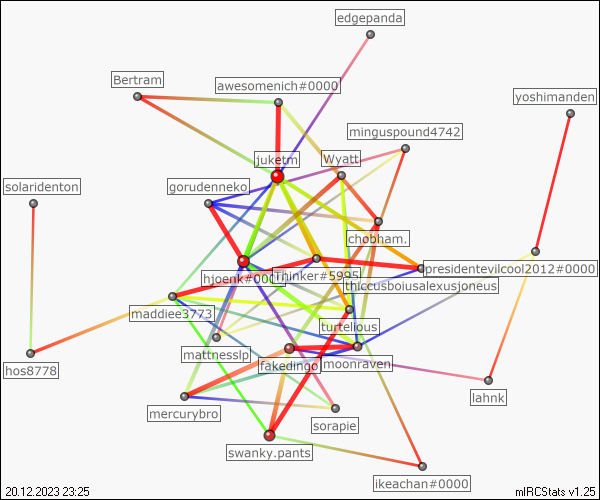 edgepanda
Bertram
awesomenich#0000
yoshimanden
minguspound4742
juketm
Wyatt
solaridenton
gorudenneko
chobham.
hjoenk#00
Thinker#5995
presidentevilcool2012#0000
thiccusboiusalexusjoneus
maddiee3773
turtelious
mattnesslp
fakedingo
moonraven
hos8778
lahnk
mercurybro
sorapie
swanky.pants
ikeachan#0000
20.12.2023 23:25
mIRCStats v1.25